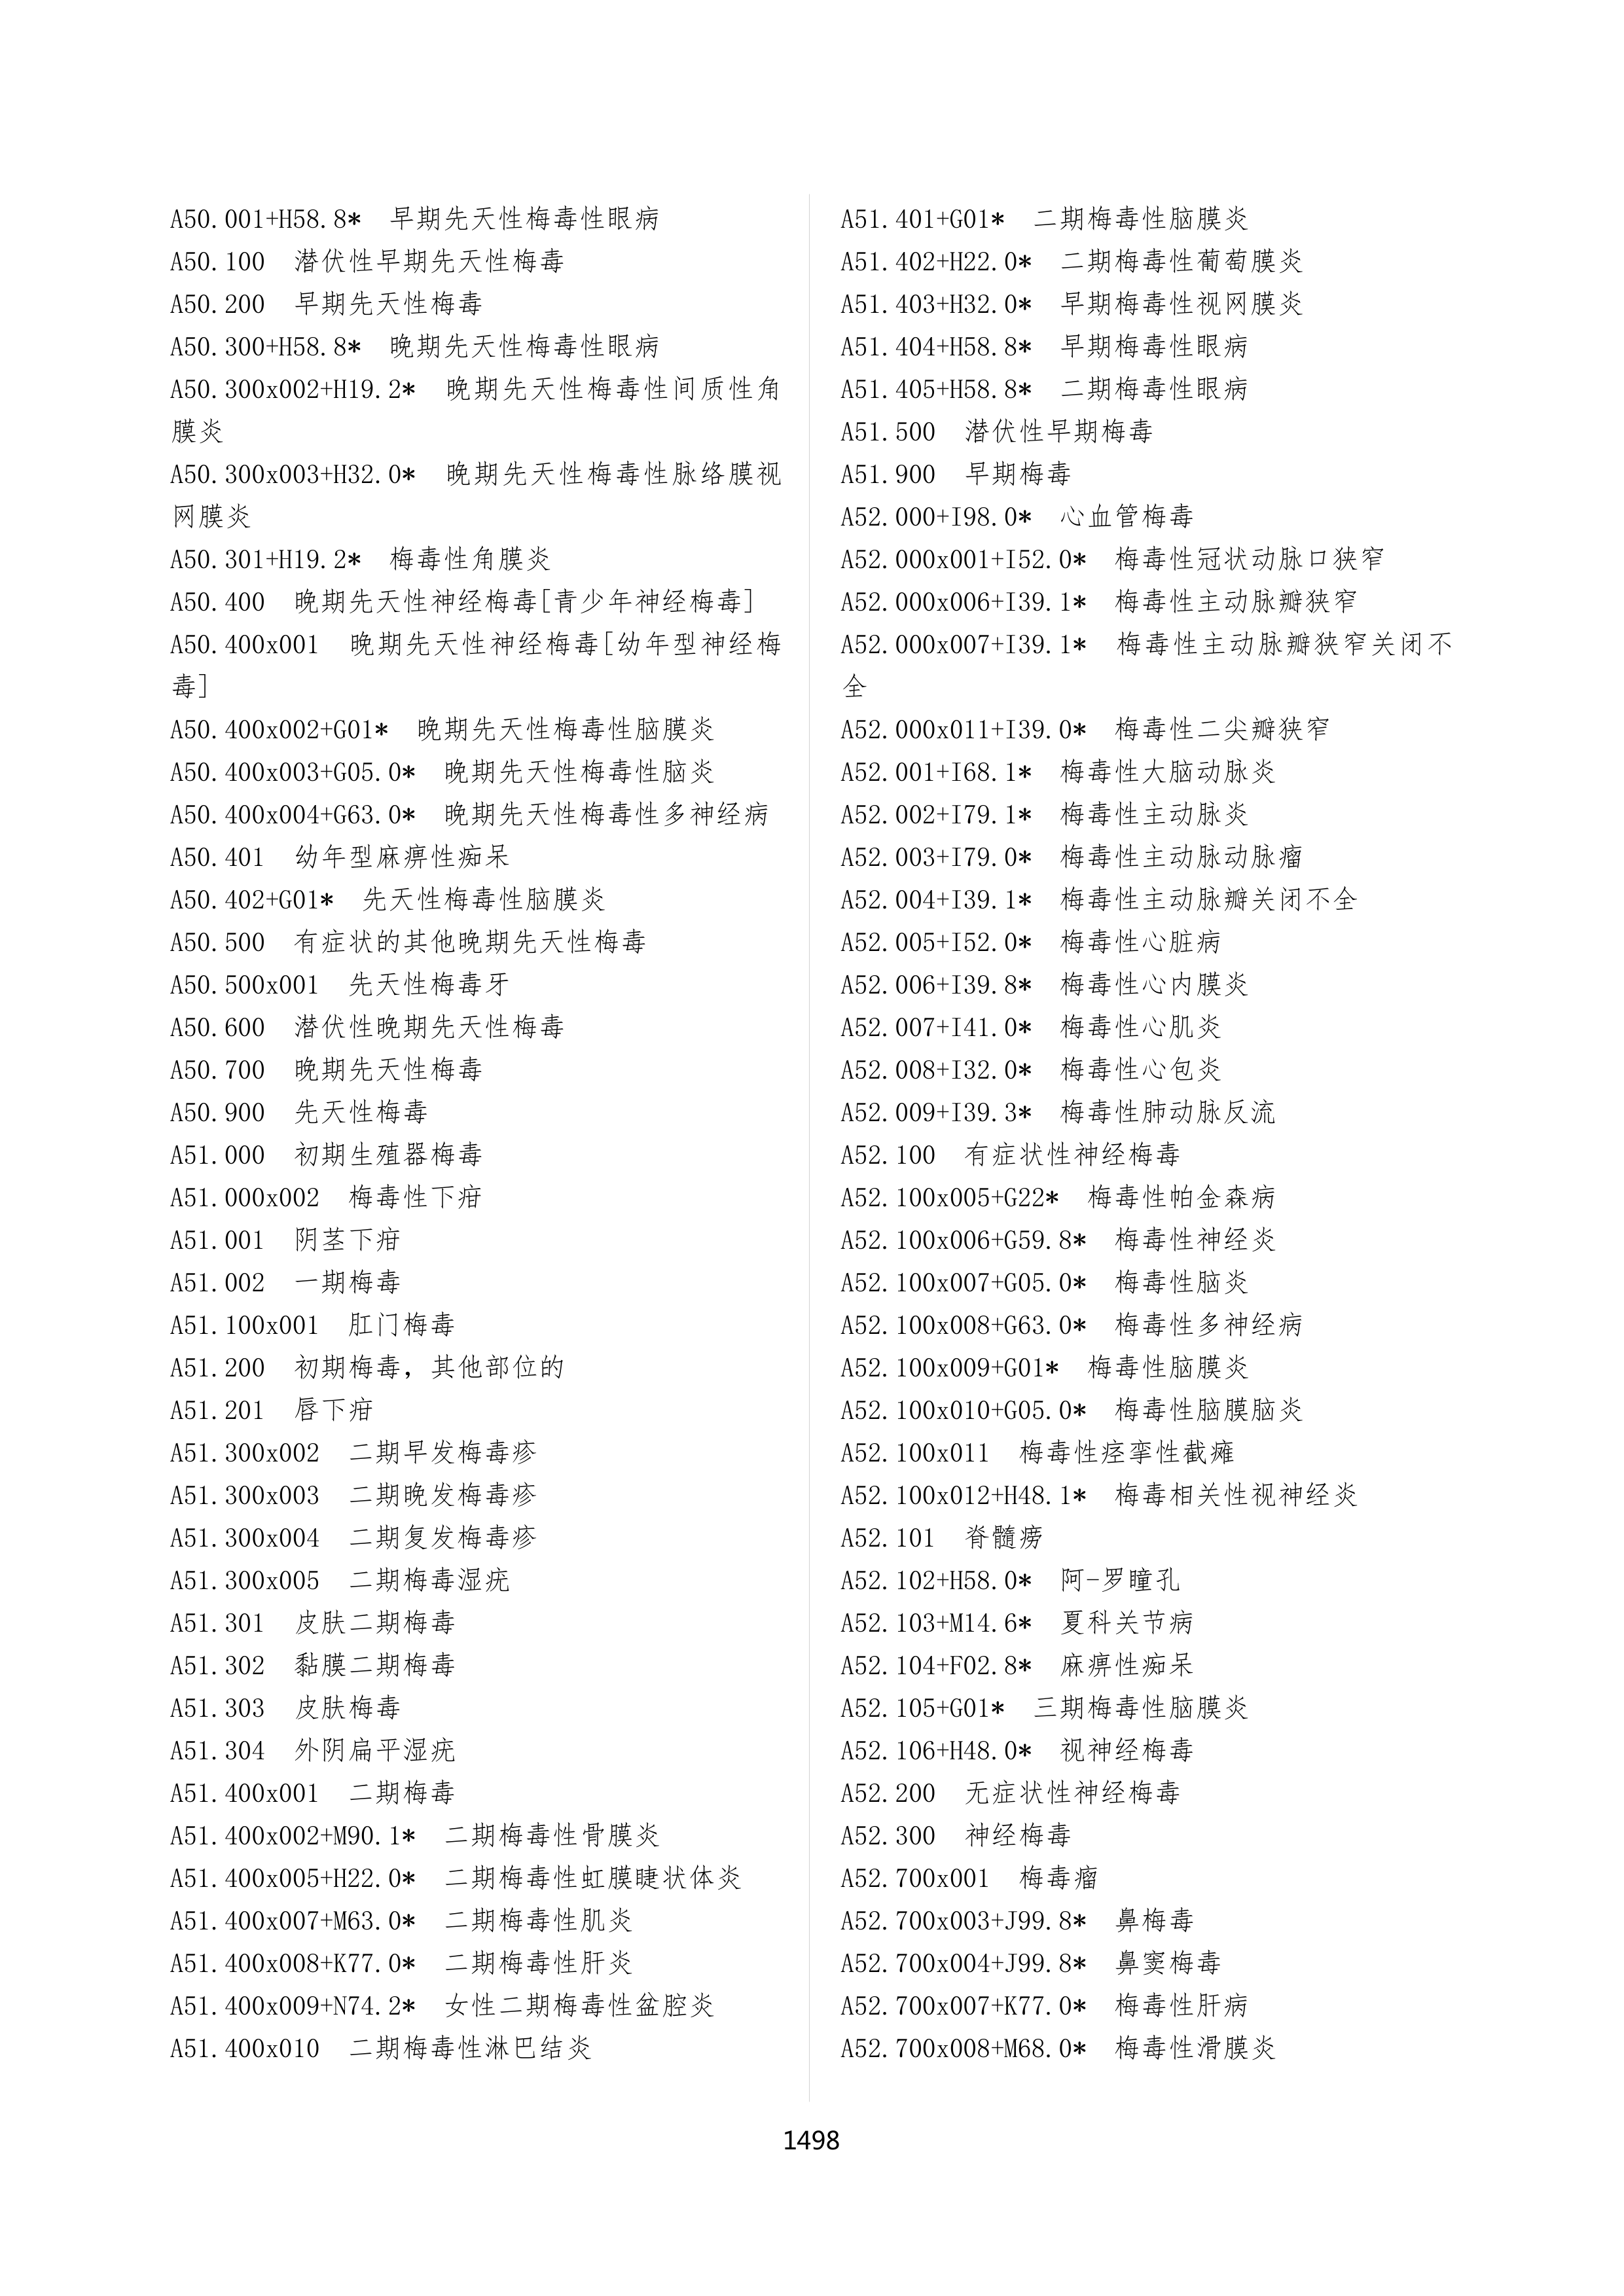 A50.001+H58.8*　早期先天性梅毒性眼病
A50.100　潜伏性早期先天性梅毒
A50.200　早期先天性梅毒
A50.300+H58.8*　晚期先天性梅毒性眼病
A50.300x002+H19.2*　晚期先天性梅毒性间质性角
膜炎
A50.300x003+H32.0*　晚期先天性梅毒性脉络膜视
网膜炎
A50.301+H19.2*　梅毒性角膜炎
A50.400　晚期先天性神经梅毒[青少年神经梅毒]
A50.400x001　晚期先天性神经梅毒[幼年型神经梅
毒]
A50.400x002+G01*　晚期先天性梅毒性脑膜炎
A50.400x003+G05.0*　晚期先天性梅毒性脑炎
A50.400x004+G63.0*　晚期先天性梅毒性多神经病
A50.401　幼年型麻痹性痴呆
A50.402+G01*　先天性梅毒性脑膜炎
A50.500　有症状的其他晚期先天性梅毒
A50.500x001　先天性梅毒牙
A50.600　潜伏性晚期先天性梅毒
A50.700　晚期先天性梅毒
A50.900　先天性梅毒
A51.000　初期生殖器梅毒
A51.000x002　梅毒性下疳
A51.001　阴茎下疳
A51.002　一期梅毒
A51.100x001　肛门梅毒
A51.200　初期梅毒，其他部位的
A51.201　唇下疳
A51.300x002　二期早发梅毒疹
A51.300x003　二期晚发梅毒疹
A51.300x004　二期复发梅毒疹
A51.300x005　二期梅毒湿疣
A51.301　皮肤二期梅毒
A51.302　黏膜二期梅毒
A51.303　皮肤梅毒
A51.304　外阴扁平湿疣
A51.400x001　二期梅毒
A51.400x002+M90.1*　二期梅毒性骨膜炎
A51.400x005+H22.0*　二期梅毒性虹膜睫状体炎
A51.400x007+M63.0*　二期梅毒性肌炎
A51.400x008+K77.0*　二期梅毒性肝炎
A51.400x009+N74.2*　女性二期梅毒性盆腔炎
A51.400x010　二期梅毒性淋巴结炎
A51.401+G01*　二期梅毒性脑膜炎
A51.402+H22.0*　二期梅毒性葡萄膜炎
A51.403+H32.0*　早期梅毒性视网膜炎
A51.404+H58.8*　早期梅毒性眼病
A51.405+H58.8*　二期梅毒性眼病
A51.500　潜伏性早期梅毒
A51.900　早期梅毒
A52.000+I98.0*　心血管梅毒
A52.000x001+I52.0*　梅毒性冠状动脉口狭窄
A52.000x006+I39.1*　梅毒性主动脉瓣狭窄
A52.000x007+I39.1*　梅毒性主动脉瓣狭窄关闭不
全
A52.000x011+I39.0*　梅毒性二尖瓣狭窄
A52.001+I68.1*　梅毒性大脑动脉炎
A52.002+I79.1*　梅毒性主动脉炎
A52.003+I79.0*　梅毒性主动脉动脉瘤
A52.004+I39.1*　梅毒性主动脉瓣关闭不全
A52.005+I52.0*　梅毒性心脏病
A52.006+I39.8*　梅毒性心内膜炎
A52.007+I41.0*　梅毒性心肌炎
A52.008+I32.0*　梅毒性心包炎
A52.009+I39.3*　梅毒性肺动脉反流
A52.100　有症状性神经梅毒
A52.100x005+G22*　梅毒性帕金森病
A52.100x006+G59.8*　梅毒性神经炎
A52.100x007+G05.0*　梅毒性脑炎
A52.100x008+G63.0*　梅毒性多神经病
A52.100x009+G01*　梅毒性脑膜炎
A52.100x010+G05.0*　梅毒性脑膜脑炎
A52.100x011　梅毒性痉挛性截瘫
A52.100x012+H48.1*　梅毒相关性视神经炎
A52.101　脊髓痨
A52.102+H58.0*　阿-罗瞳孔
A52.103+M14.6*　夏科关节病
A52.104+F02.8*　麻痹性痴呆
A52.105+G01*　三期梅毒性脑膜炎
A52.106+H48.0*　视神经梅毒
A52.200　无症状性神经梅毒
A52.300　神经梅毒
A52.700x001　梅毒瘤
A52.700x003+J99.8*　鼻梅毒
A52.700x004+J99.8*　鼻窦梅毒
A52.700x007+K77.0*　梅毒性肝病
A52.700x008+M68.0*　梅毒性滑膜炎
1498